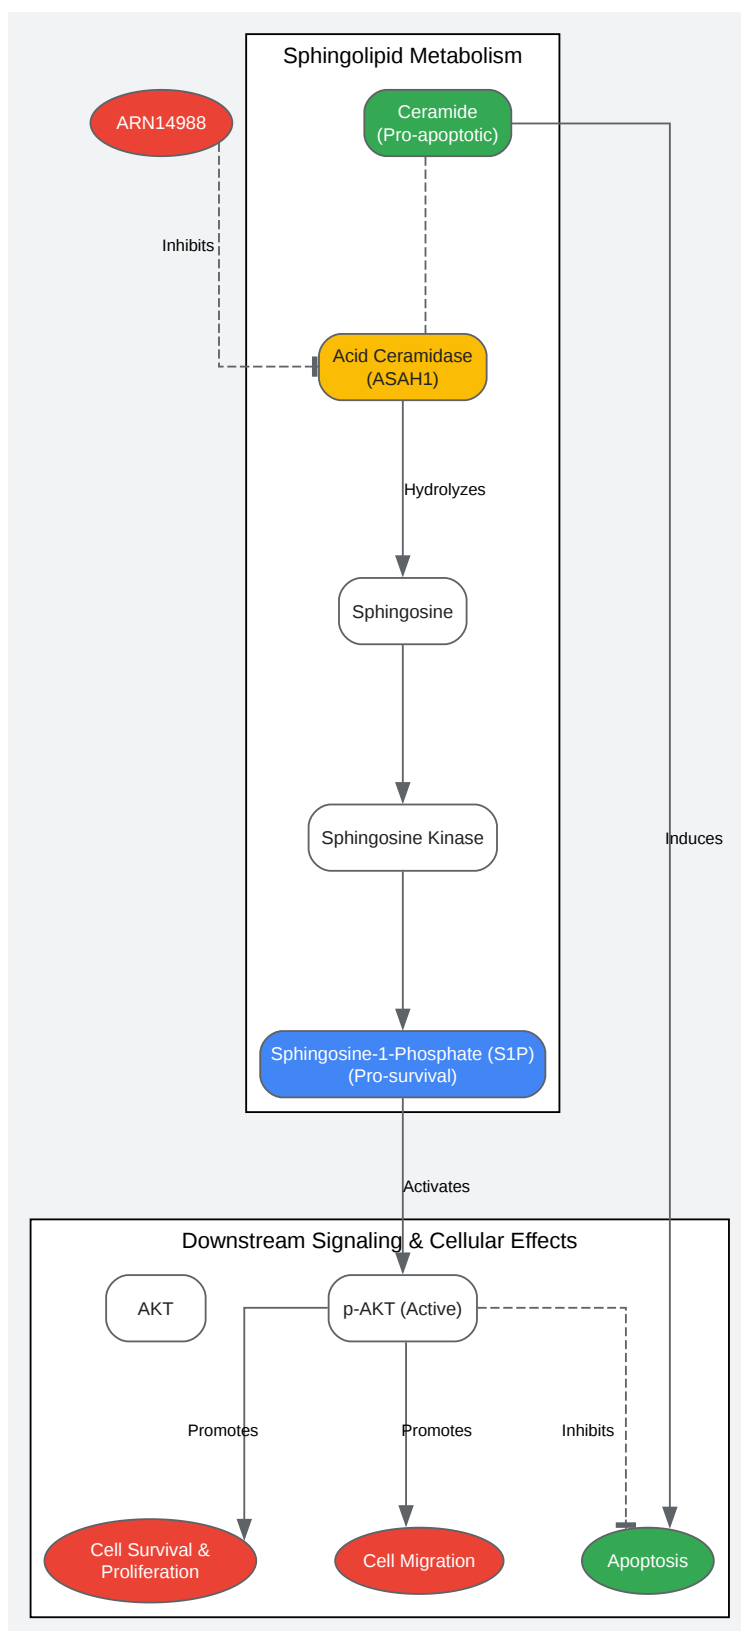 Sphingolipid Metabolism
ARN14988
Ceramide
(Pro-apoptotic)
Inhibits
Acid Ceramidase
(ASAH1)
Hydrolyzes
Sphingosine
Sphingosine Kinase
Induces
Sphingosine-1-Phosphate (S1P)
(Pro-survival)
Activates
Downstream Signaling & Cellular Effects
AKT
p-AKT (Active)
Promotes
Promotes
Inhibits
Cell Survival &
Proliferation
Cell Migration
Apoptosis